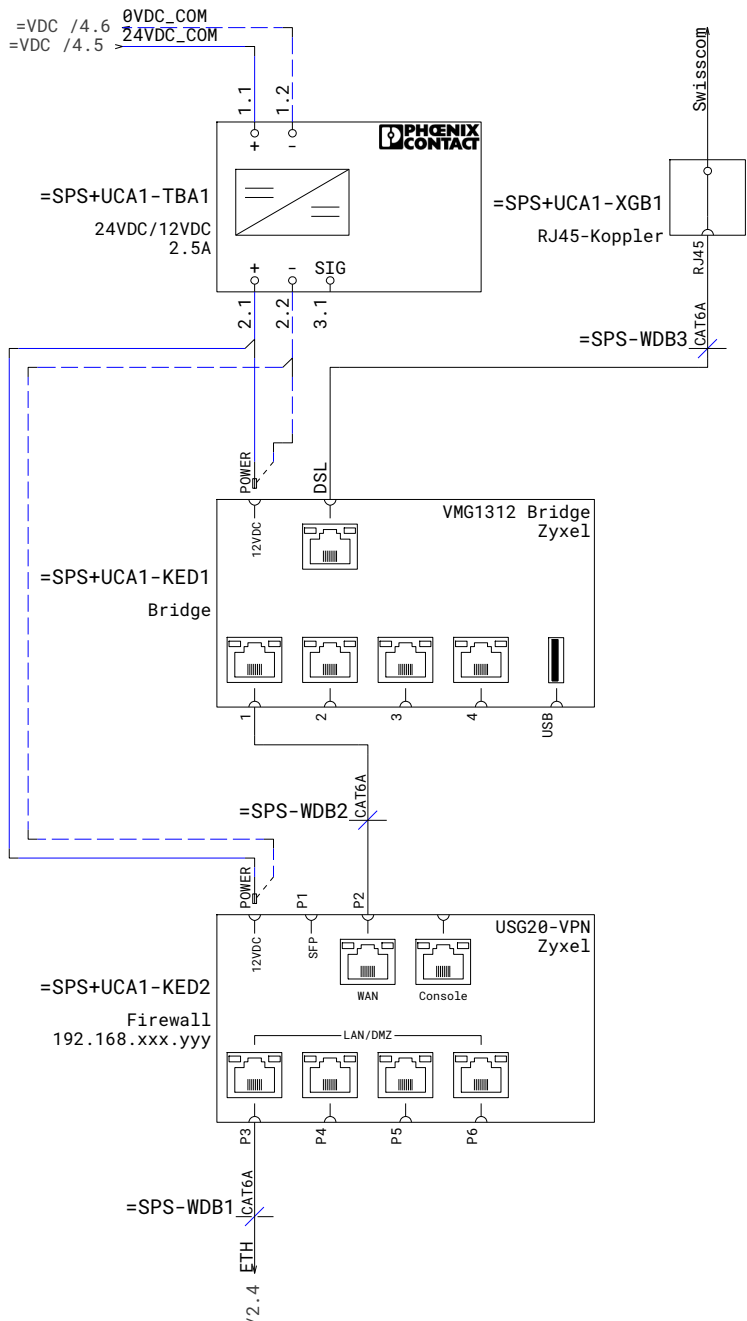 =VDC /4.6
0VDC_COM
=VDC /4.5
24VDC_COM
Swisscom
1.1
1.2
+
-
PHŒNIX
CONTACT
=SPS+UCA1-TBA1
24VDC/12VDC
2.5A
=SPS+UCA1-XGB1
RJ45-Koppler
RJ45
+
-
SIG
2.1
2.2
3.1
CAT6A
=SPS-WDB3
POWER
DSL
12VDC
VMG1312 Bridge
Zyxel
=SPS+UCA1-KED1
Bridge
1
2
3
4
USB
CAT6A
=SPS-WDB2
POWER
P1
P2
12VDC
SFP
USG20-VPN
Zyxel
WAN
Console
=SPS+UCA1-KED2
Firewall
192.168.xxx.yyy
LAN/DMZ
P3
P4
P5
P6
CAT6A
=SPS-WDB1
ETH
/2.4